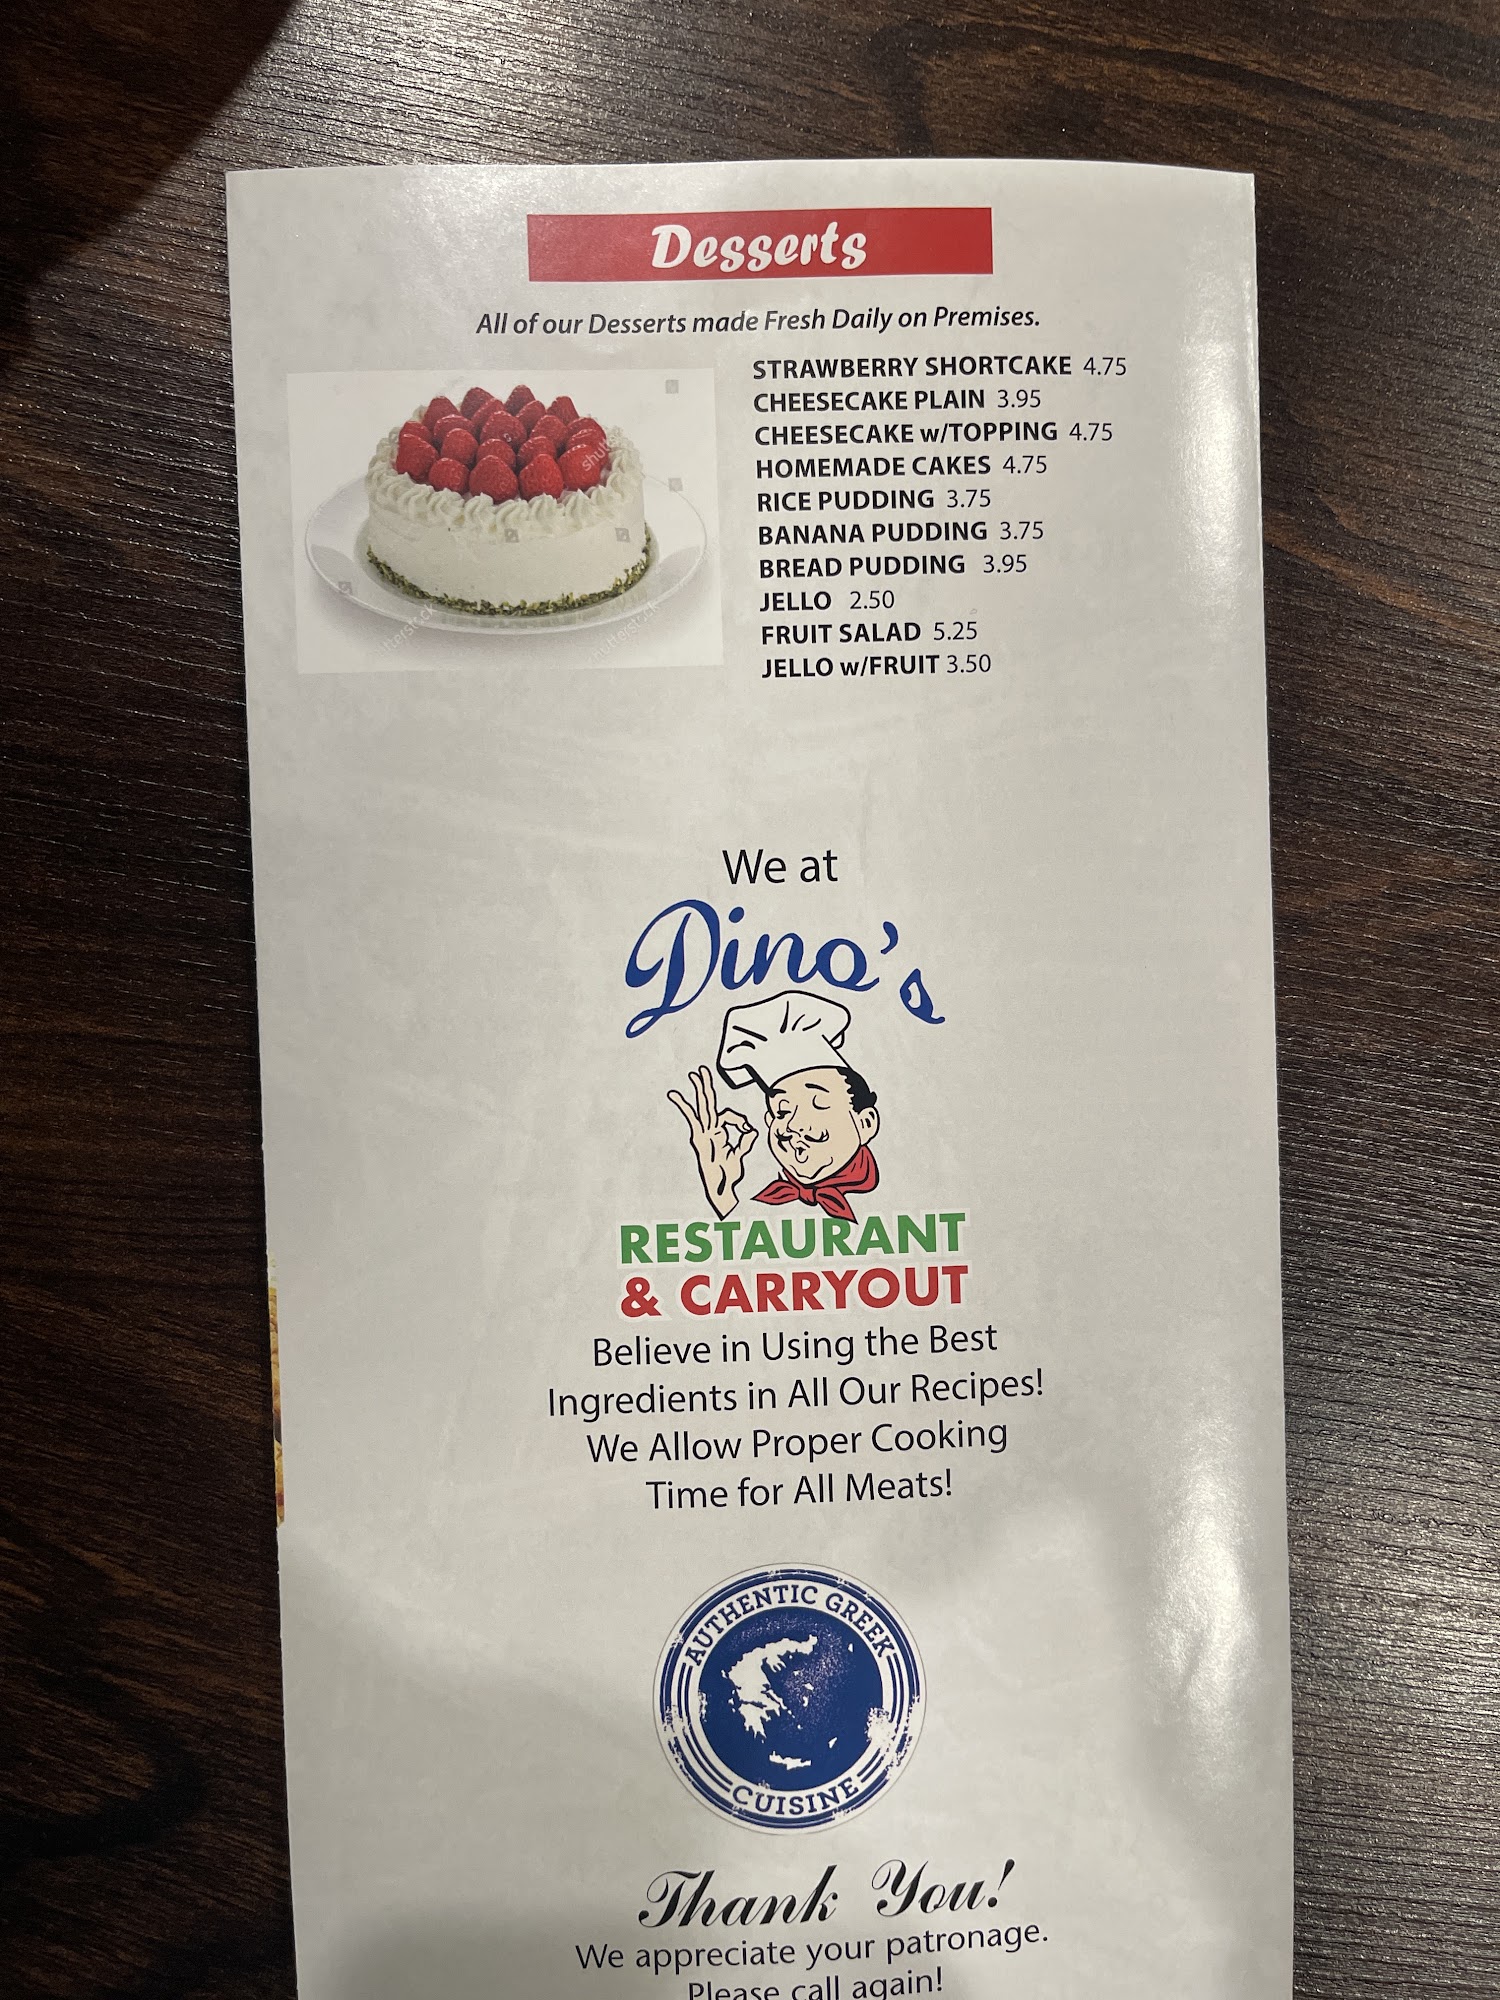 Desserts
All of our Desserts made Fresh Daily on Premises.
STRAWBERRY SHORTCAKE 4.75
CHEESECAKE PLAIN 3.95
CHEESECAKE w/TOPPING 4.75
HOMEMADE CAKES 4.75
RICE PUDDING 3.75
BANANA PUDDING 3.75
BREAD PUDDING 3.95
JELLO 2.50
FRUIT SALAD 5.25
JELLO w/FRUIT 3.50
We at
Dino's
RESTAURANT
& CARRYOUT
Believe in Using the Best
Ingredients in All Our Recipes!
We Allow Proper Cooking
Time for All Meats!
AUTHENTIC GREEK
CUISINE
Thank You!
We appreciate your patronage.
Please call again!